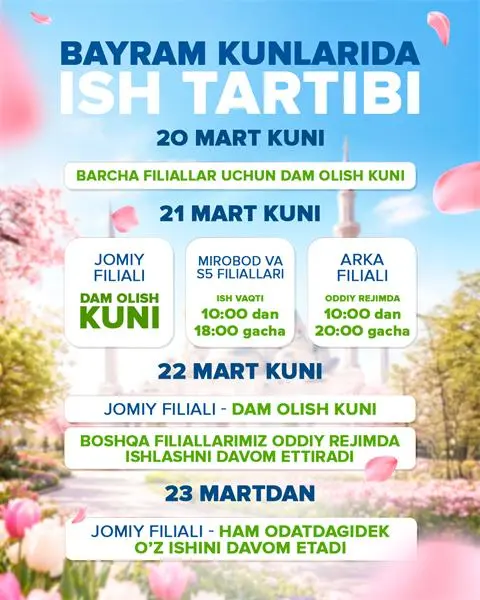 BAYRAM KUNLARIDA
ISH TARTIBI
20 MART KUNI
BARCHA FILIALLAR UCHUN DAM OLISH KUNI
21 MART KUNI
JOMIY
FILIALI
DAM OLISH
KUNI
MIROBOD VA
S5 FILIALLARI
ISH VAQTI
10:00 dan
18:00 gacha
ARKA
FILIALI
ODDIY REJIMDA
10:00 dan
20:00 gacha
22 MART KUNI
JOMIY FILIALI - DAM OLISH KUNI
BOSHQA FILIALLARIMIZ ODDIY REJIMDA
ISHLASHNI DAVOM ETTIRADI
23 MARTDAN
JOMIY FILIALI - HAM ODATDAGIDEK
O'Z ISHINI DAVOM ETADI